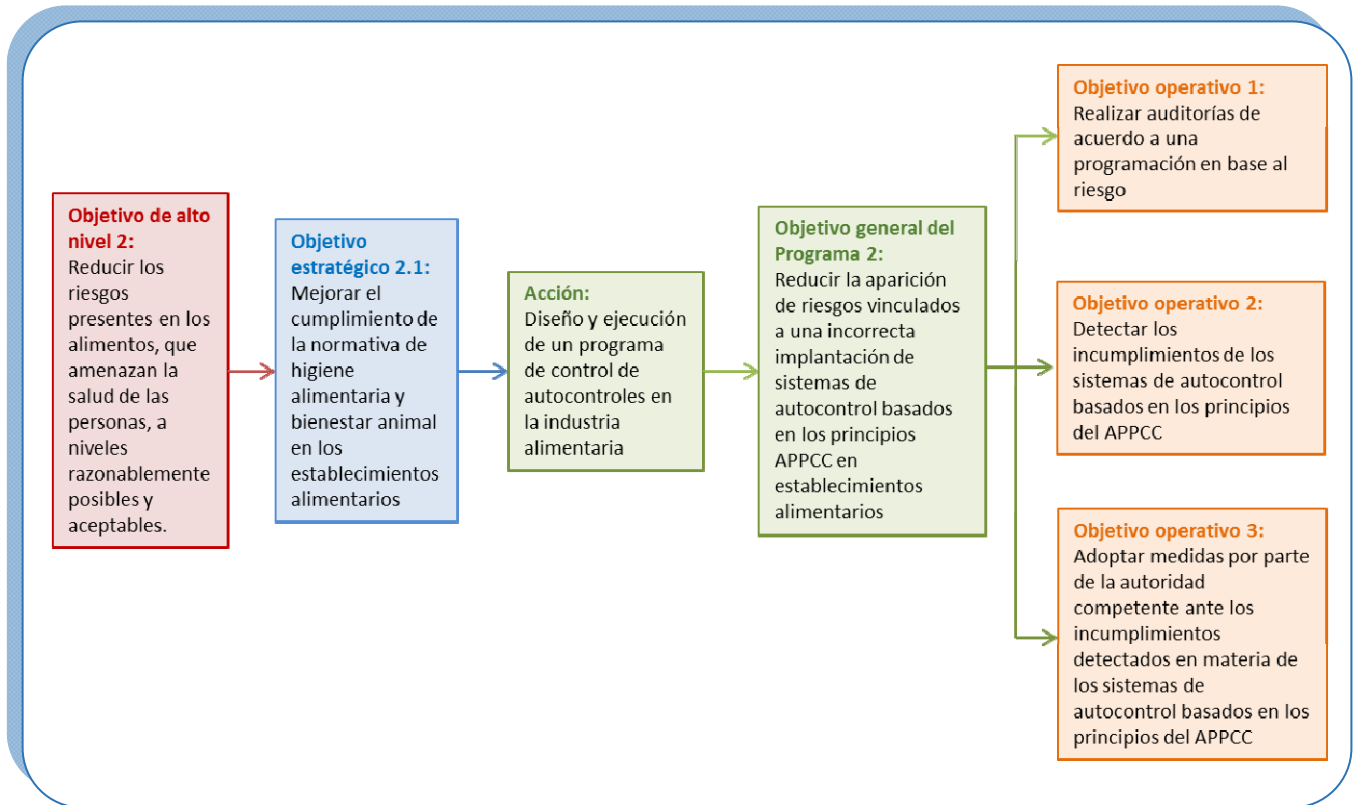 Objetivo de alto
nivel 2:
Reducir los
riesgos
presentes en los
alimentos, que
amenazan la
salud de las
personas, a
niveles
razonablemente
posibles y
aceptables.
Objetivo
estratégico 2.1:
Mejorar el
cumplimiento de
la normativa de
higiene
alimentaria y
bienestar animal
en los
establecimientos
alimentarios
Acción:
Diseño y ejecución
de un programa
de control de
autocontroles en
la industria
alimentaria
Objetivo general del
Programa 2:
Reducir la aparición
de riesgos vinculados
a una incorrecta
implantación de
sistemas de
autocontrol basados
en los principios
APPCC en
establecimientos
alimentarios
Objetivo operativo 1:
Realizar auditorías de
acuerdo a una
programación en base al
riesgo
Objetivo operativo 2:
Detectar los
incumplimientos de los
sistemas de autocontrol
basados en los principios
del APPCC
Objetivo operativo 3:
Adoptar medidas por parte
de la autoridad
competente ante los
incumplimientos
detectados en materia de
los sistemas de
autocontrol basados en los
principios del APPCC